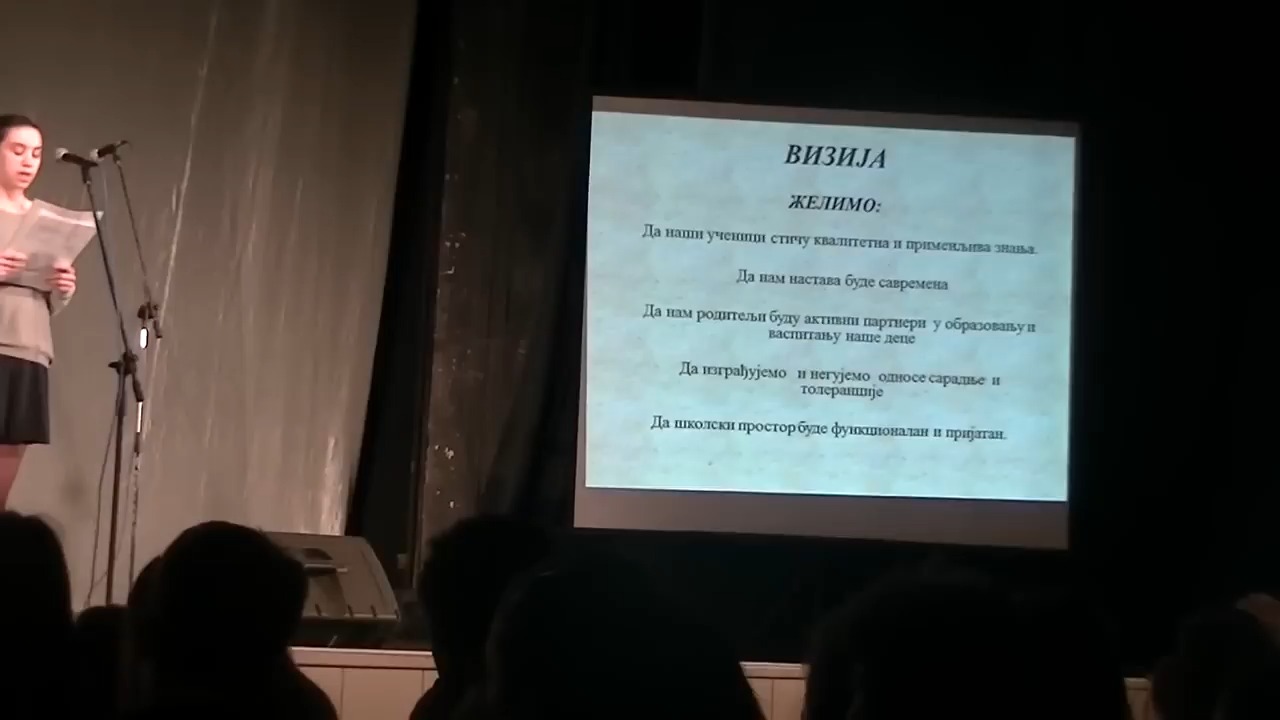 ВИЗИЈА
ЖЕЛИМО:
Да наши ученици стичу квалитетна и применљива знања.
Да нам настава буде савремена
Да нам родитељи буду активни партнери у образовању и
васпитању наше деце
Да изграђујемо и негујемо односе сарадње и
толеранције
Да школски простор буде функционалан и пријатан.